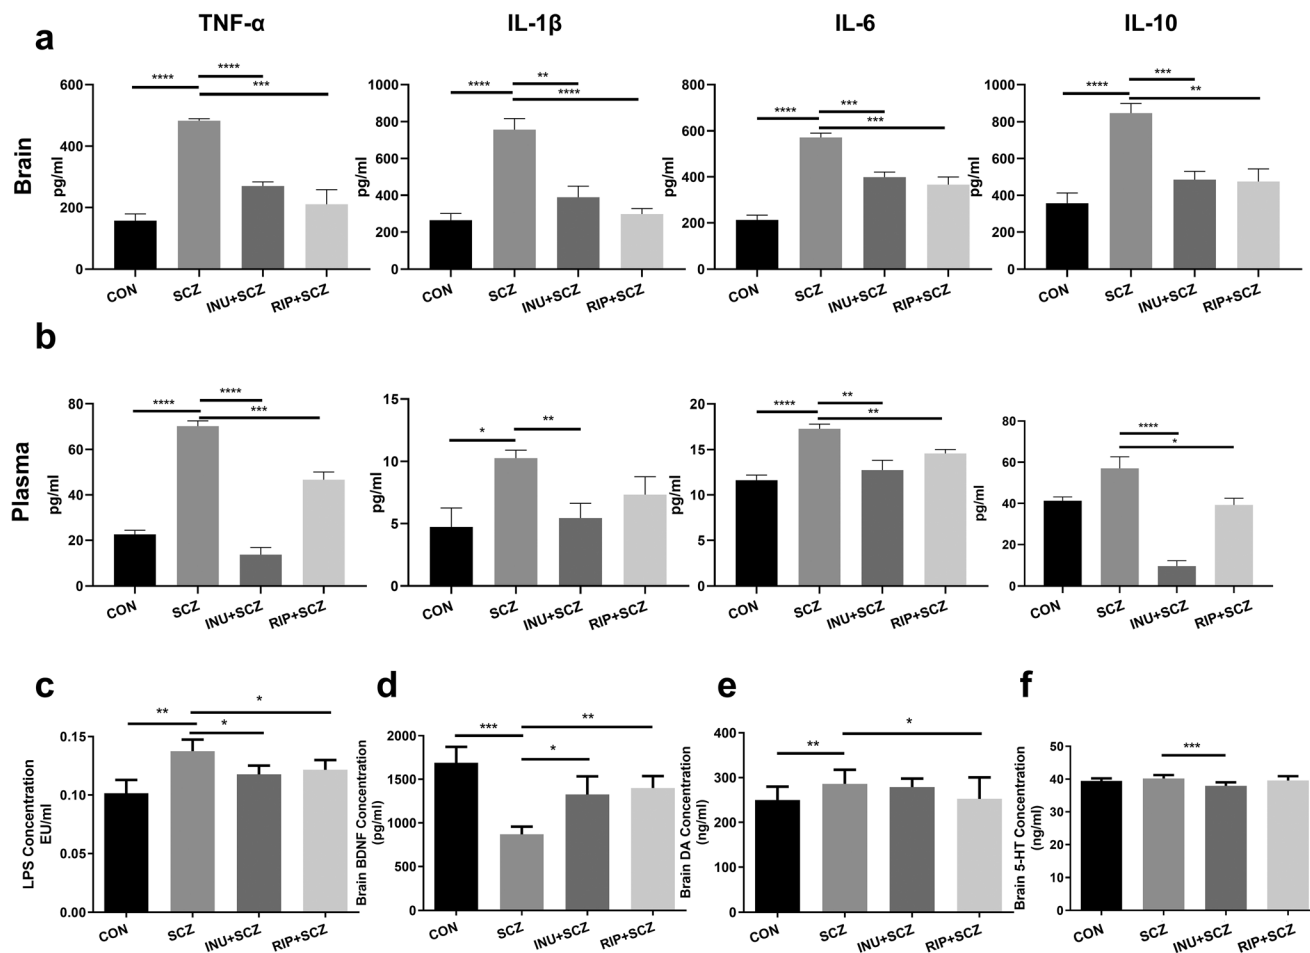 a
TNF-α
IL-1β
IL-6
IL-10
Brain
pg/ml
600
400
200
0
**** **** ***
CON SCZ INU+SCZ RIP+SCZ
pg/ml
1000
800
600
400
200
0
**** ** ****
CON SCZ INU+SCZ RIP+SCZ
pg/ml
800
600
400
200
0
**** *** ***
CON SCZ INU+SCZ RIP+SCZ
pg/ml
1000
800
600
400
200
0
**** *** **
CON SCZ INU+SCZ RIP+SCZ
b
Plasma
pg/ml
80
60
40
20
0
**** **** ***
CON SCZ INU+SCZ RIP+SCZ
pg/ml
15
10
5
0
* **
CON SCZ INU+SCZ RIP+SCZ
pg/ml
20
15
10
5
0
**** ** **
CON SCZ INU+SCZ RIP+SCZ
pg/ml
80
60
40
20
0
**** *
CON SCZ INU+SCZ RIP+SCZ
c
LPS Concentration
EU/ml
0.15
0.10
0.05
0.00
** * *
CON SCZ INU+SCZ RIP+SCZ
d
Brain BDNF Concentration
(pg/ml)
2000
1500
1000
500
0
*** * **
CON SCZ INU+SCZ RIP+SCZ
e
Brain DA Concentration
(ng/ml)
400
300
200
100
0
** *
CON SCZ INU+SCZ RIP+SCZ
f
Brain 5-HT Concentration
(ng/ml)
50
40
30
20
10
0
***
CON SCZ INU+SCZ RIP+SCZ